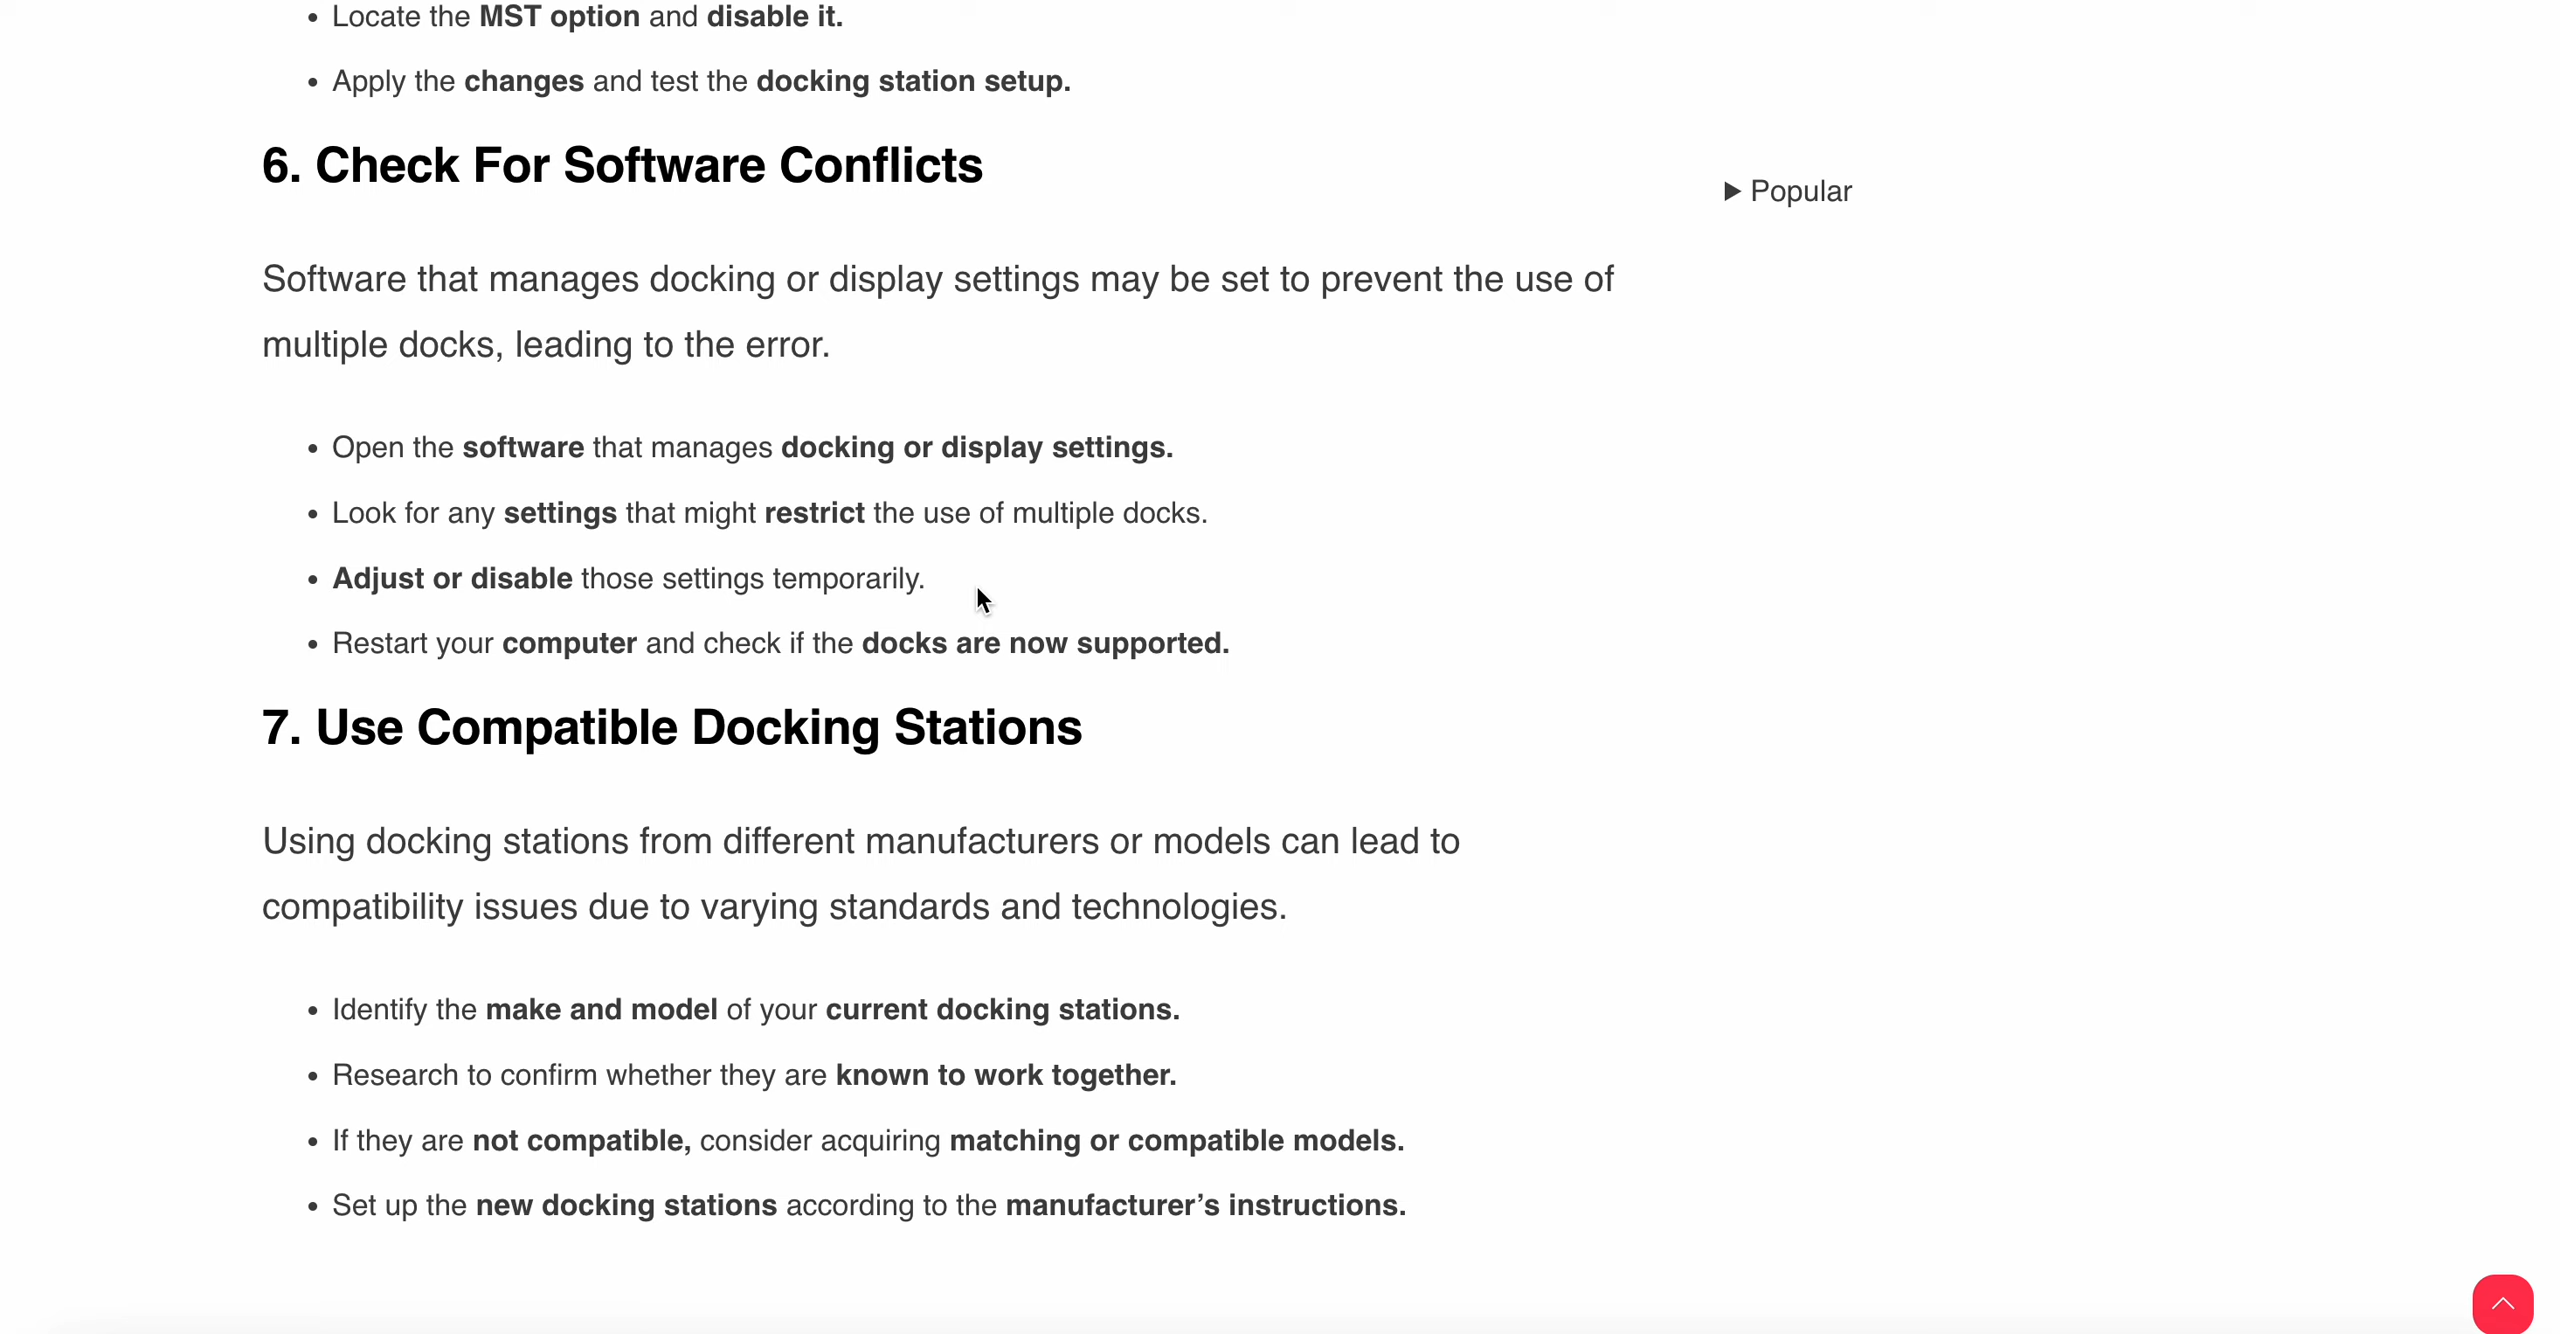 Locate the MST option and disable it.
Apply the changes and test the docking station setup.
6. Check For Software Conflicts
Popular
Software that manages docking or display settings may be set to prevent the use of
multiple docks, leading to the error.
Open the software that manages docking or display settings.
Look for any settings that might restrict the use of multiple docks.
Adjust or disable those settings temporarily.
Restart your computer and check if the docks are now supported.
7. Use Compatible Docking Stations
Using docking stations from different manufacturers or models can lead to
compatibility issues due to varying standards and technologies.
Identify the make and model of your current docking stations.
Research to confirm whether they are known to work together.
If they are not compatible, consider acquiring matching or compatible models.
Set up the new docking stations according to the manufacturer’s instructions.